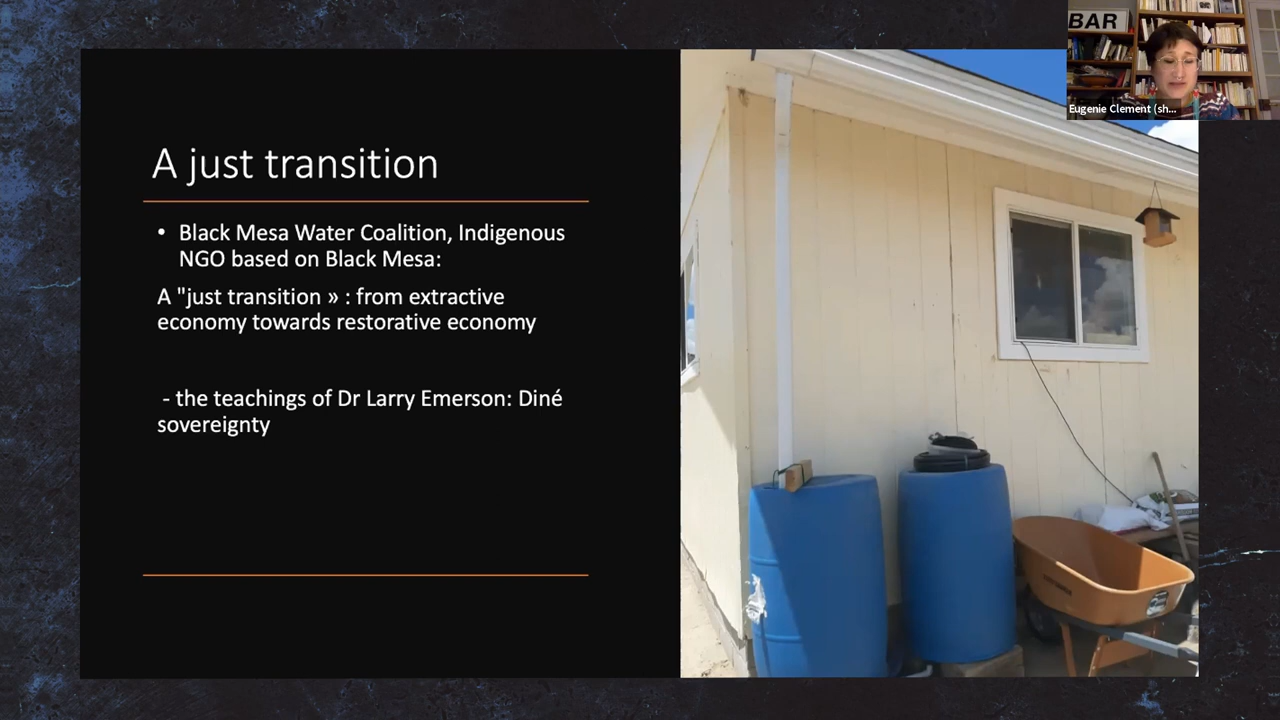 BAR
Eugenie Clement (sh...
A just transition
• Black Mesa Water Coalition, Indigenous
NGO based on Black Mesa:
A "just transition » : from extractive
economy towards restorative economy
- the teachings of Dr Larry Emerson: Diné
sovereignty